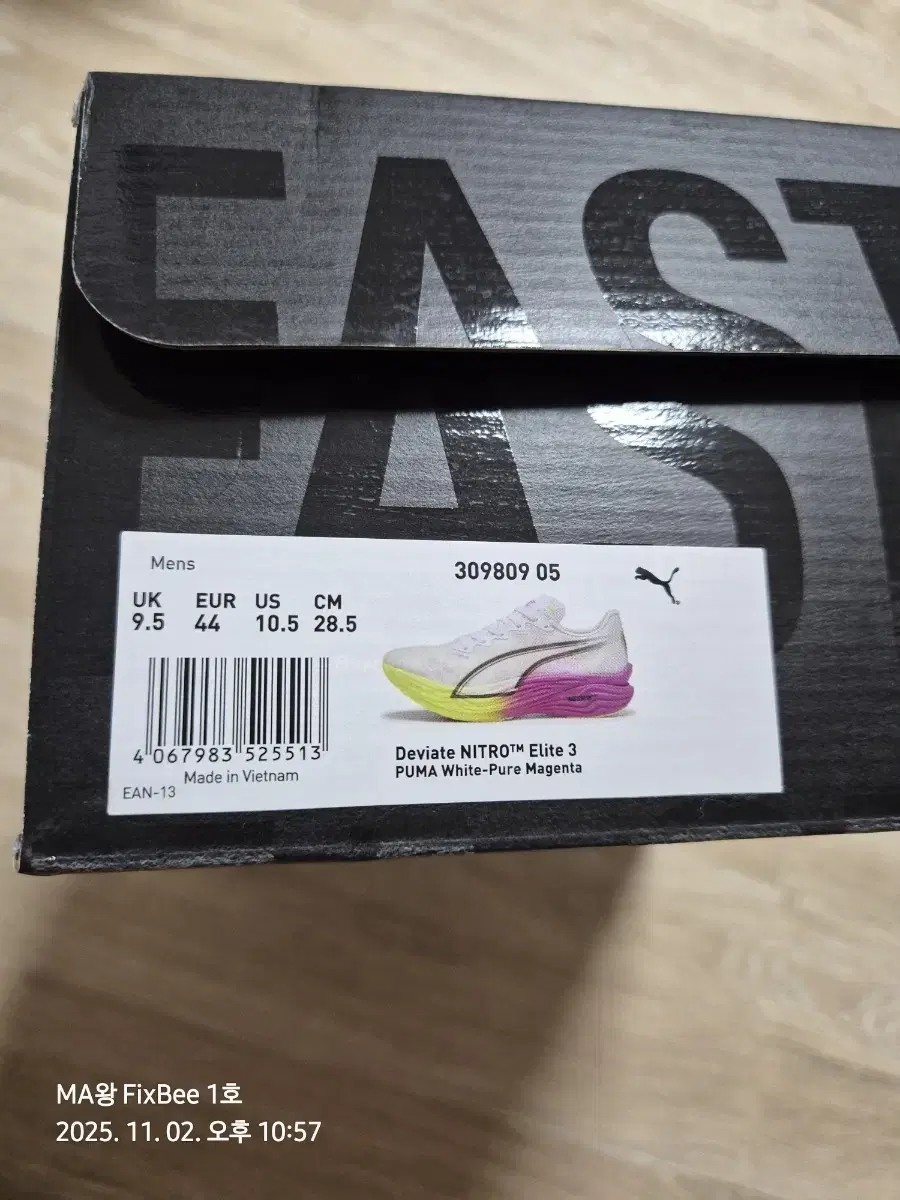 FAST
Mens
309809 05
UK EUR US CM
9.5 44 10.5 28.5
4 067983 525513
Made in Vietnam
EAN-13
Deviate NITRO™ Elite 3
PUMA White-Pure Magenta
MA왕 FixBee 1호
2025. 11. 02. 오후 10:57